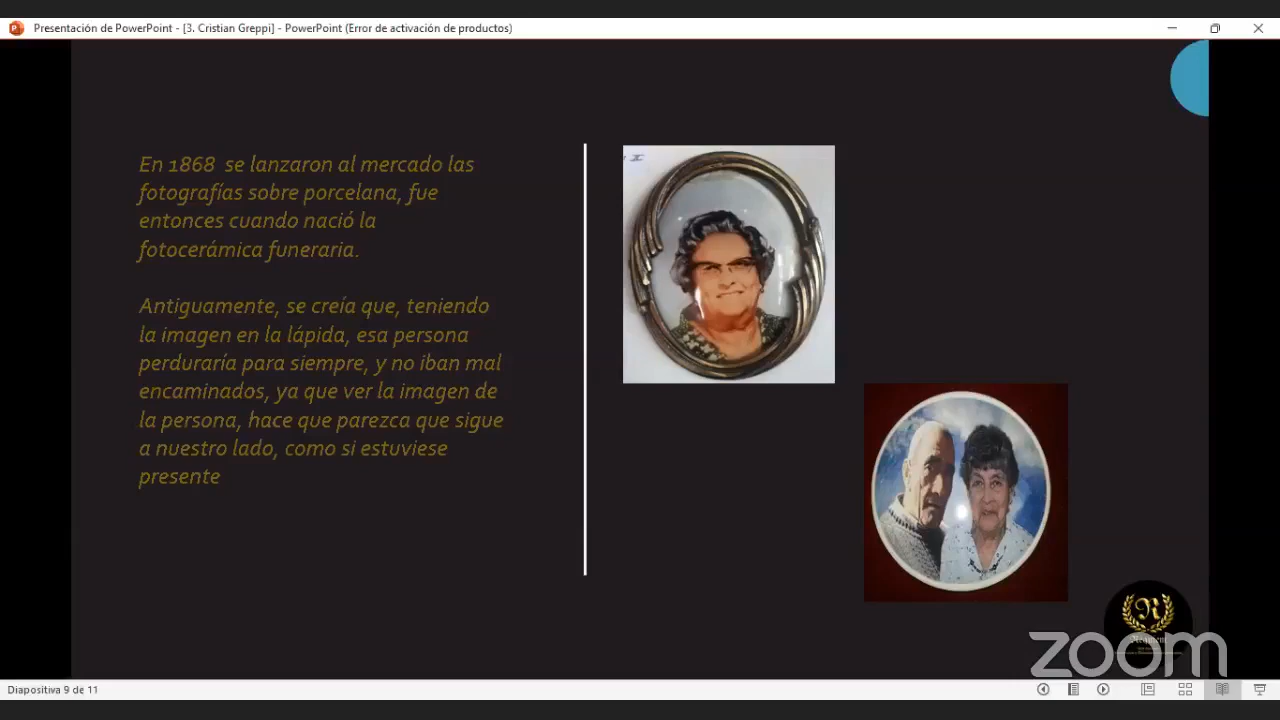 Presentación de PowerPoint - [3. Cristian Greppi] - PowerPoint (Error de activación de productos)
En 1868 se lanzaron al mercado las
fotografías sobre porcelana, fue
entonces cuando nació la
fotocerámica funeraria.
Antiguamente, se creía que, teniendo
la imagen en la lápida, esa persona
perduraría para siempre, y no iban mal
encaminados, ya que ver la imagen de
la persona, hace que parezca que sigue
a nuestro lado, como si estuviese
presente
R
zoom
Diapositiva 9 de 11